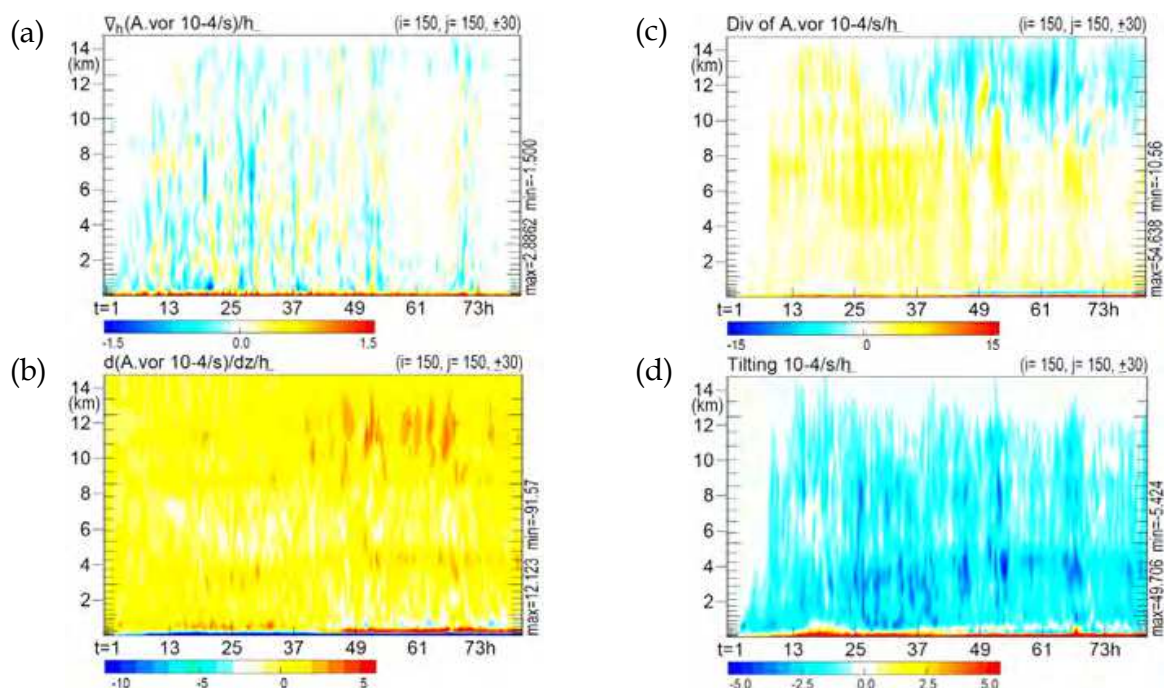 (a)
∇h(A.vor 10-4/s)/h_ (i= 150, j= 150, ±30)
14
(km)
12
10
8
6
4
2
t=1 13 25 37 49 61 73h
-1.5 0.0 1.5
max=2.8862 min=-1.500
(b)
d(A.vor 10-4/s)/dz/h_ (i= 150, j= 150, ±30)
14
(km)
12
10
8
6
4
2
t=1 13 25 37 49 61 73h
-10 -5 0 5
max=12.123 min=-91.57
(c)
Div of A.vor 10-4/s/h_ (i= 150, j= 150, ±30)
14
(km)
12
10
8
6
4
2
t=1 13 25 37 49 61 73h
-15 0 15
max=54.638 min=-10.56
(d)
Tilting 10-4/s/h_ (i= 150, j= 150, ±30)
14
(km)
12
10
8
6
4
2
t=1 13 25 37 49 61 73h
-5.0 -2.5 0 2.5 5.0
max=49.706 min=-5.424